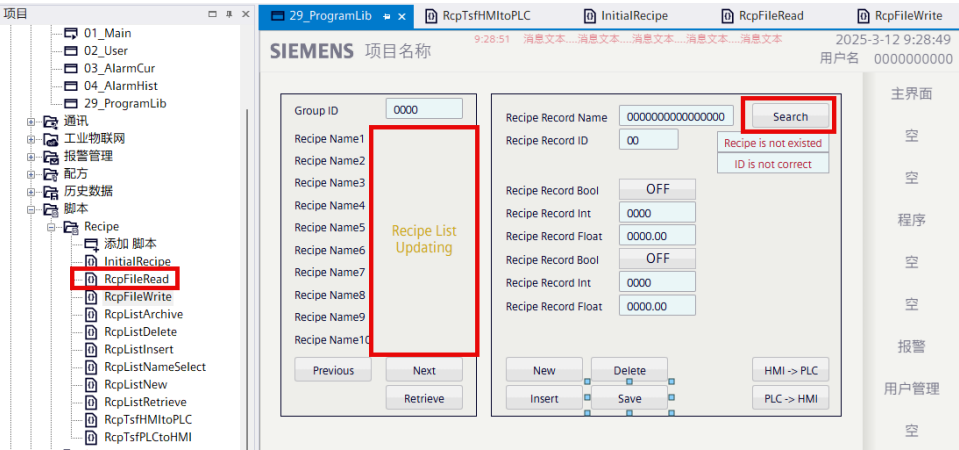 项目
01_Main
02_User
03_AlarmCur
04_AlarmHist
29_ProgramLib
通讯
工业物联网
报警管理
配方
历史数据
脚本
Recipe
添加 脚本
InitialRecipe
RcpFileRead
RcpFileWrite
RcpListArchive
RcpListDelete
RcpListInsert
RcpListNameSelect
RcpListNew
RcpListRetrieve
RcpTsfHMItoPLC
RcpTsfPLCtoHMI
29_ProgramLib RcpTsfHMItoPLC InitialRecipe RcpFileRead RcpFileWrite
9:28:51 消息文本....消息文本....消息文本....消息文本....消息文本 2025-3-12 9:28:49
SIEMENS 项目名称
用户名 0000000000
Group ID 0000
Recipe Name1
Recipe Name2
Recipe Name3
Recipe Name4
Recipe Name5
Recipe Name6
Recipe Name7
Recipe Name8
Recipe Name9
Recipe Name10
Recipe List
Updating
Previous Next
Retrieve
Recipe Record Name 0000000000000000 Search
Recipe Record ID 00 Recipe is not existed
ID is not correct
Recipe Record Bool OFF
Recipe Record Int 0000
Recipe Record Float 0000.00
Recipe Record Bool OFF
Recipe Record Int 0000
Recipe Record Float 0000.00
New Delete HMI -> PLC
Insert Save PLC -> HMI
主界面
空
空
程序
空
空
报警
用户管理
空